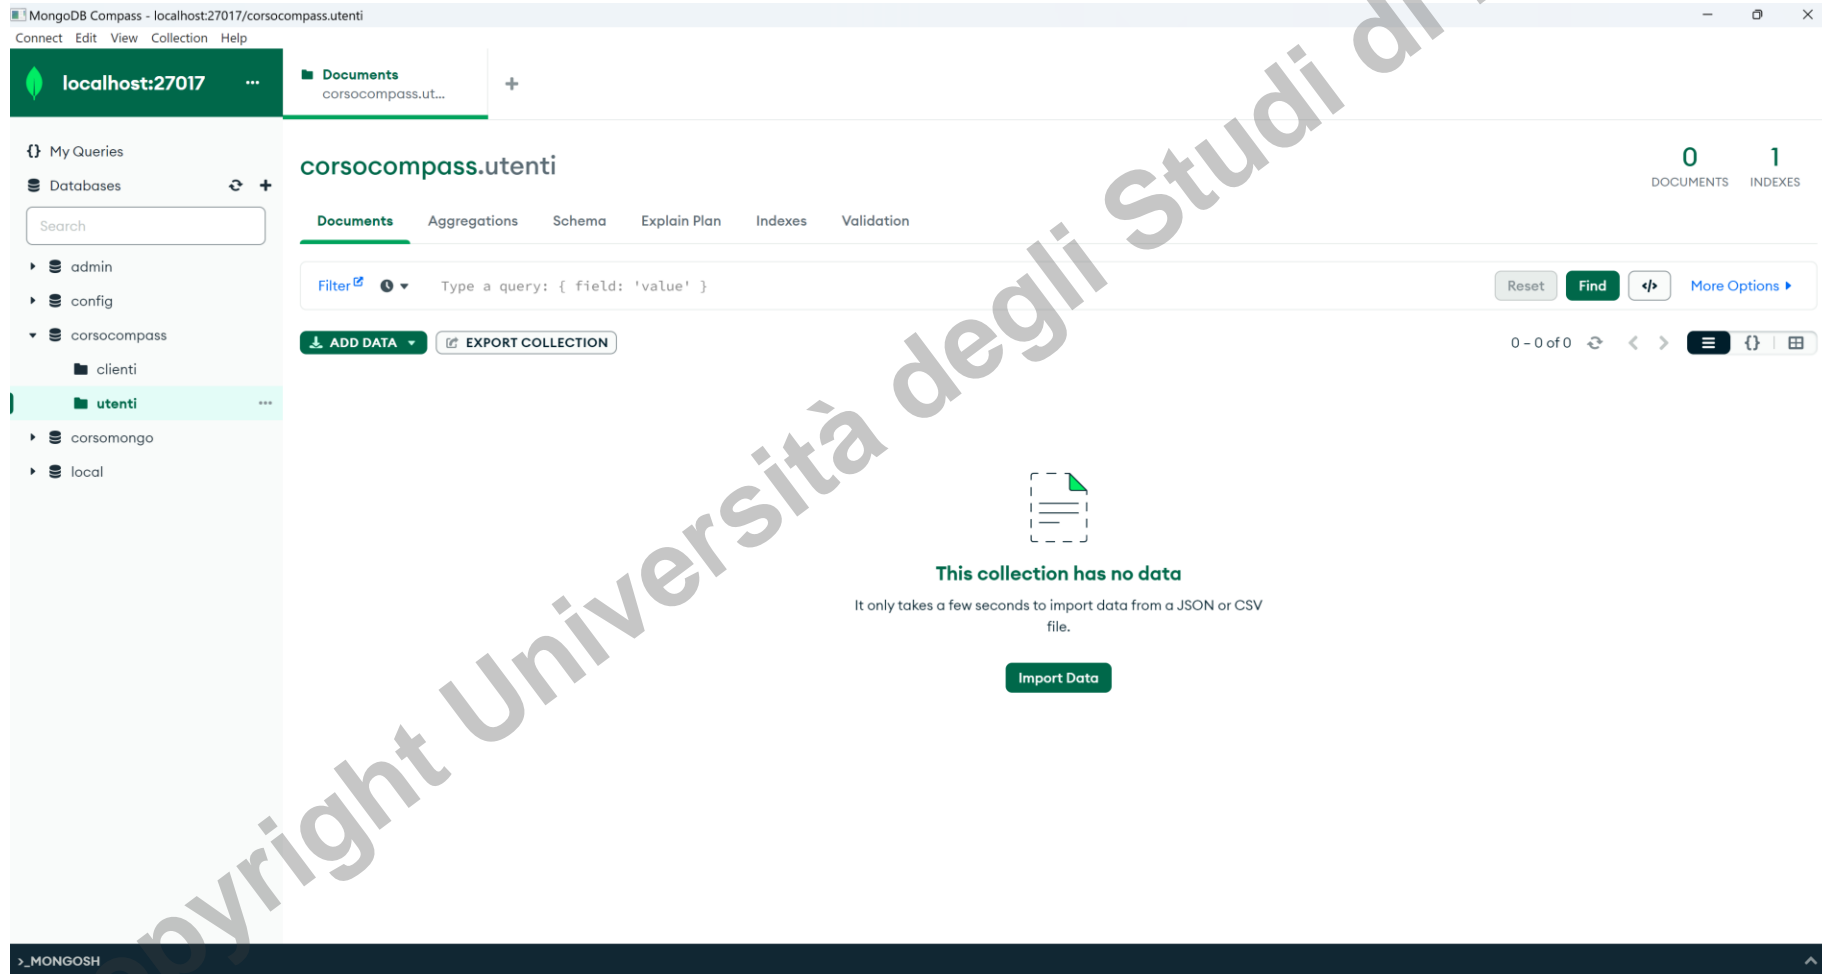 MongoDB Compass - localhost:27017/corsocompass.utenti
Connect Edit View Collection Help
localhost:27017 ...
Documents
corsocompass.ut...
My Queries
Databases
Search
admin
config
corsocompass
clienti
utenti
corsomongo
local
corsocompass.utenti
0
DOCUMENTS
1
INDEXES
Documents Aggregations Schema Explain Plan Indexes Validation
Filter Type a query: { field: 'value' } Reset Find </> More Options
ADD DATA EXPORT COLLECTION 0 – 0 of 0
This collection has no data
It only takes a few seconds to import data from a JSON or CSV
file.
Import Data
>_MONGOSH
opyright Università degli Studi di